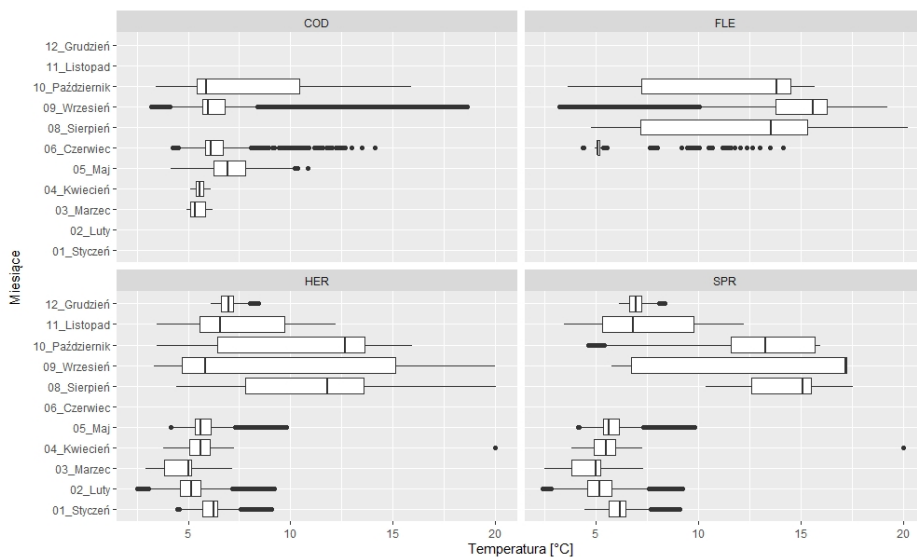 COD
FLE
12_Grudzień
11_Listopad
10_Październik
09_Wrzesień
08_Sierpień
06_Czerwiec
05_Maj
04_Kwiecień
03_Marzec
02_Luty
01_Styczeń
Miesiące
HER
SPR
12_Grudzień
11_Listopad
10_Październik
09_Wrzesień
08_Sierpień
06_Czerwiec
05_Maj
04_Kwiecień
03_Marzec
02_Luty
01_Styczeń
5 10 15 20 5 10 15 20
Temperatura [°C]